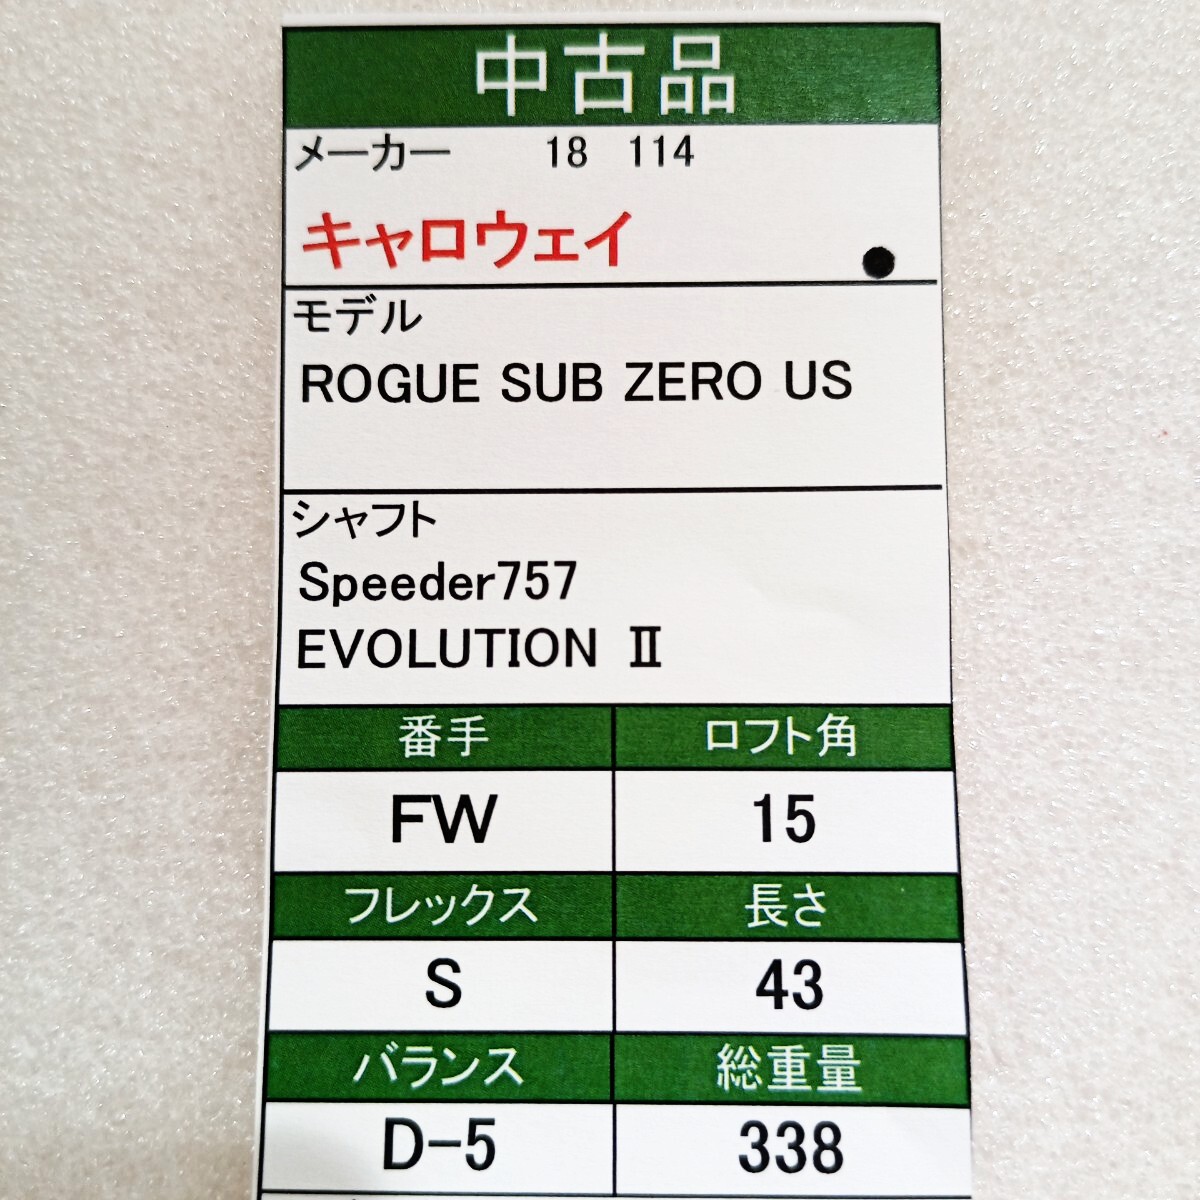 中古品
メーカー 18 114
キャロウェイ
モデル
ROGUE SUB ZERO US
シャフト
Speeder757
EVOLUTION Ⅱ
番手 ロフト角
FW 15
フレックス 長さ
S 43
バランス 総重量
D-5 338